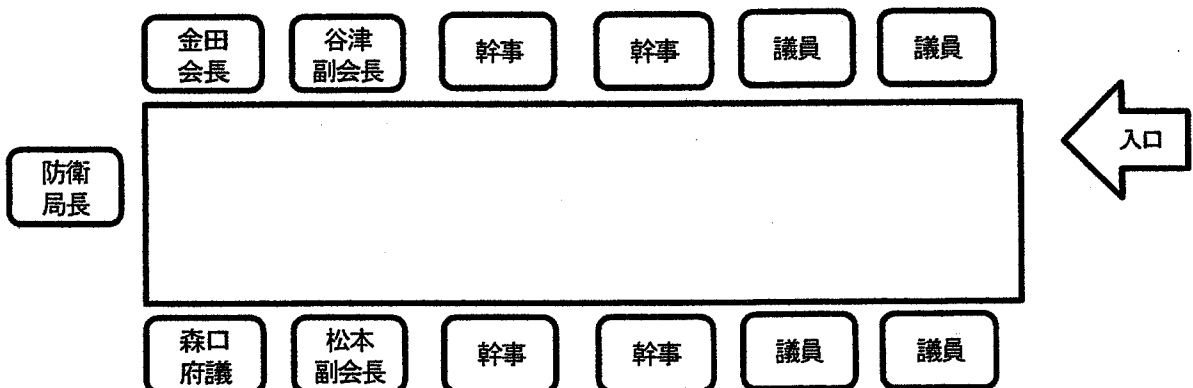 金田
会長
谷津
副会長
幹事
幹事
議員
議員
入口
防衛
局長
森口
府議
松本
副会長
幹事
幹事
議員
議員